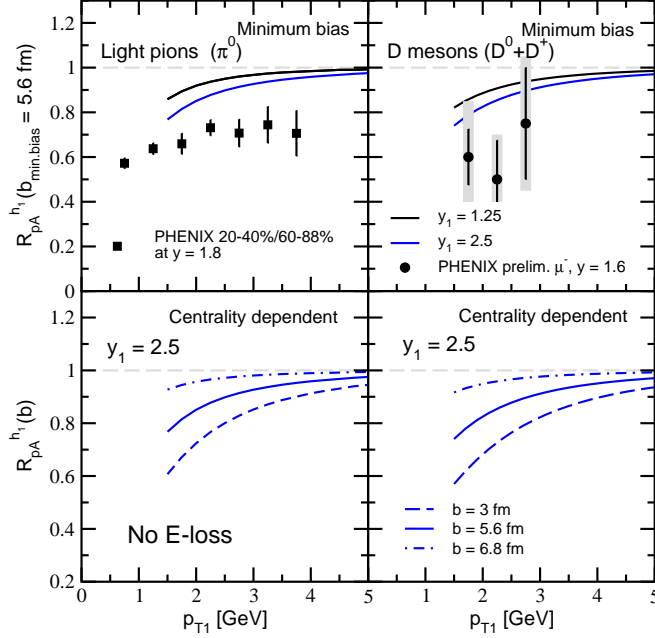 Minimum bias
Light pions (π⁰)
R_pA^h₁(b_min.bias = 5.6 fm)
1.2
1
0.8
0.6
0.4
0.2
0
PHENIX 20-40%/60-88%
at y = 1.8
Minimum bias
D mesons (D⁰+D⁺)
y₁ = 1.25
y₁ = 2.5
PHENIX prelim. μ⁻, y = 1.6
Centrality dependent
y₁ = 2.5
R_pA^h₁(b)
1.2
1
0.8
0.6
0.4
0.2
No E-loss
0 1 2 3 4 5
p_T1 [GeV]
Centrality dependent
y₁ = 2.5
b = 3 fm
b = 5.6 fm
b = 6.8 fm
0 1 2 3 4 5
p_T1 [GeV]